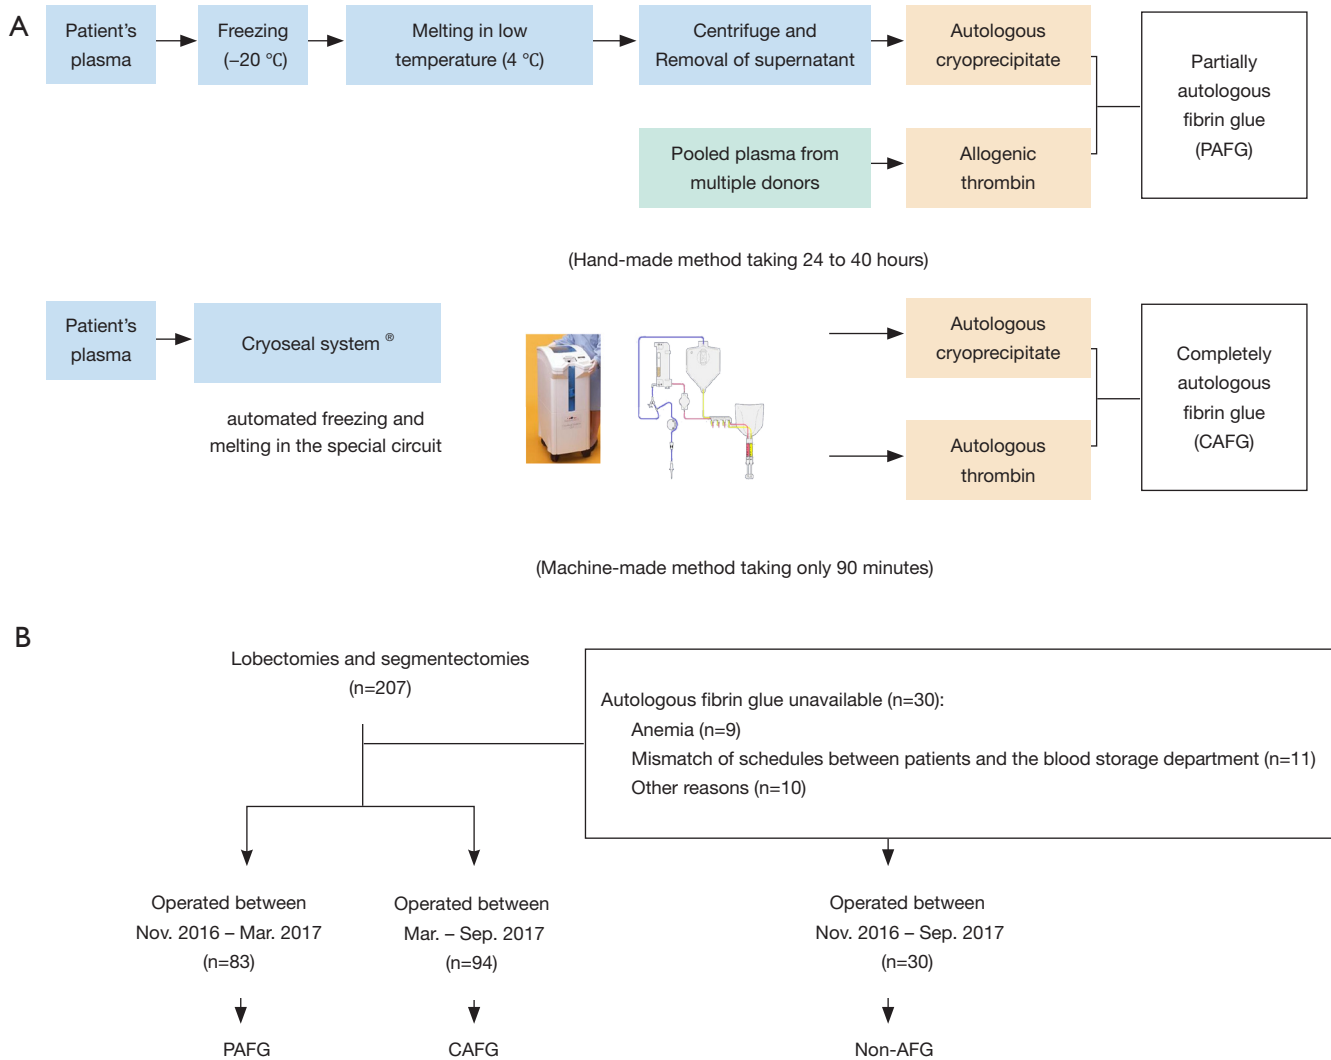 A
Patient's
plasma
Freezing
(–20 ℃)
Melting in low
temperature (4 ℃)
Centrifuge and
Removal of supernatant
Autologous
cryoprecipitate
Pooled plasma from
multiple donors
Allogenic
thrombin
Partially
autologous
fibrin glue
(PAFG)
(Hand-made method taking 24 to 40 hours)
Patient's
plasma
Cryoseal system ®
automated freezing and
melting in the special circuit
Autologous
cryoprecipitate
Autologous
thrombin
Completely
autologous
fibrin glue
(CAFG)
(Machine-made method taking only 90 minutes)
B
Lobectomies and segmentectomies
(n=207)
Autologous fibrin glue unavailable (n=30):
Anemia (n=9)
Mismatch of schedules between patients and the blood storage department (n=11)
Other reasons (n=10)
Operated between
Nov. 2016 – Mar. 2017
(n=83)
Operated between
Mar. – Sep. 2017
(n=94)
Operated between
Nov. 2016 – Sep. 2017
(n=30)
PAFG
CAFG
Non-AFG